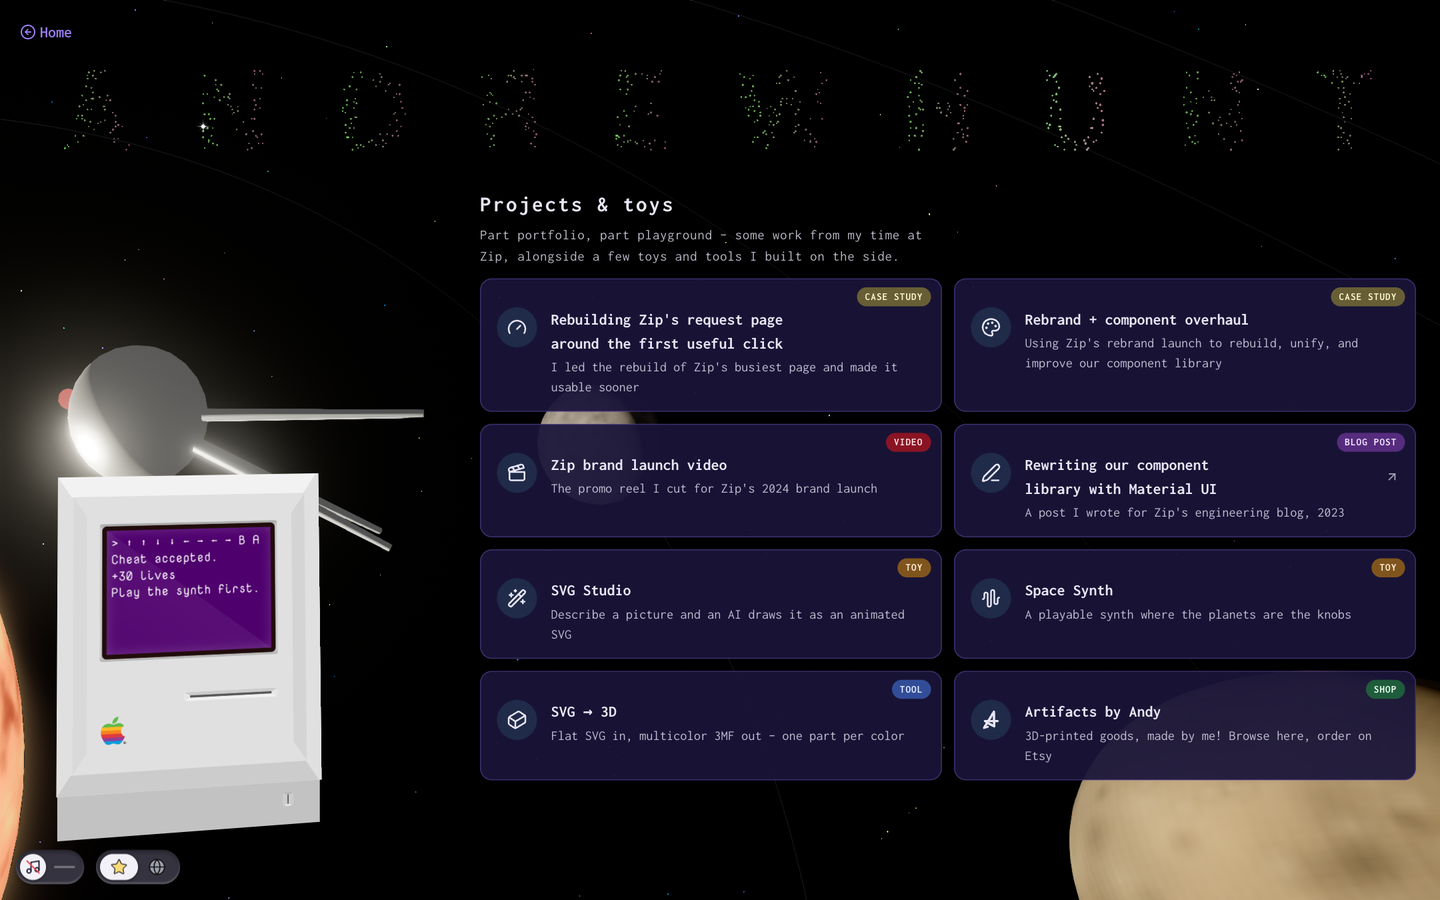 Home
ANDREW HUNT
Projects & toys
Part portfolio, part playground – some work from my time at
Zip, alongside a few toys and tools I built on the side.
CASE STUDY
Rebuilding Zip's request page
around the first useful click
I led the rebuild of Zip's busiest page and made it
usable sooner
CASE STUDY
Rebrand + component overhaul
Using Zip's rebrand launch to rebuild, unify, and
improve our component library
VIDEO
Zip brand launch video
The promo reel I cut for Zip's 2024 brand launch
BLOG POST
Rewriting our component
library with Material UI
A post I wrote for Zip's engineering blog, 2023
TOY
SVG Studio
Describe a picture and an AI draws it as an animated
SVG
TOY
Space Synth
A playable synth where the planets are the knobs
TOOL
SVG → 3D
Flat SVG in, multicolor 3MF out – one part per color
SHOP
Artifacts by Andy
3D-printed goods, made by me! Browse here, order on
Etsy
> ↑ ↑ ↓ ↓ ← → ← → B A
Cheat accepted.
+30 lives
Play the synth first.